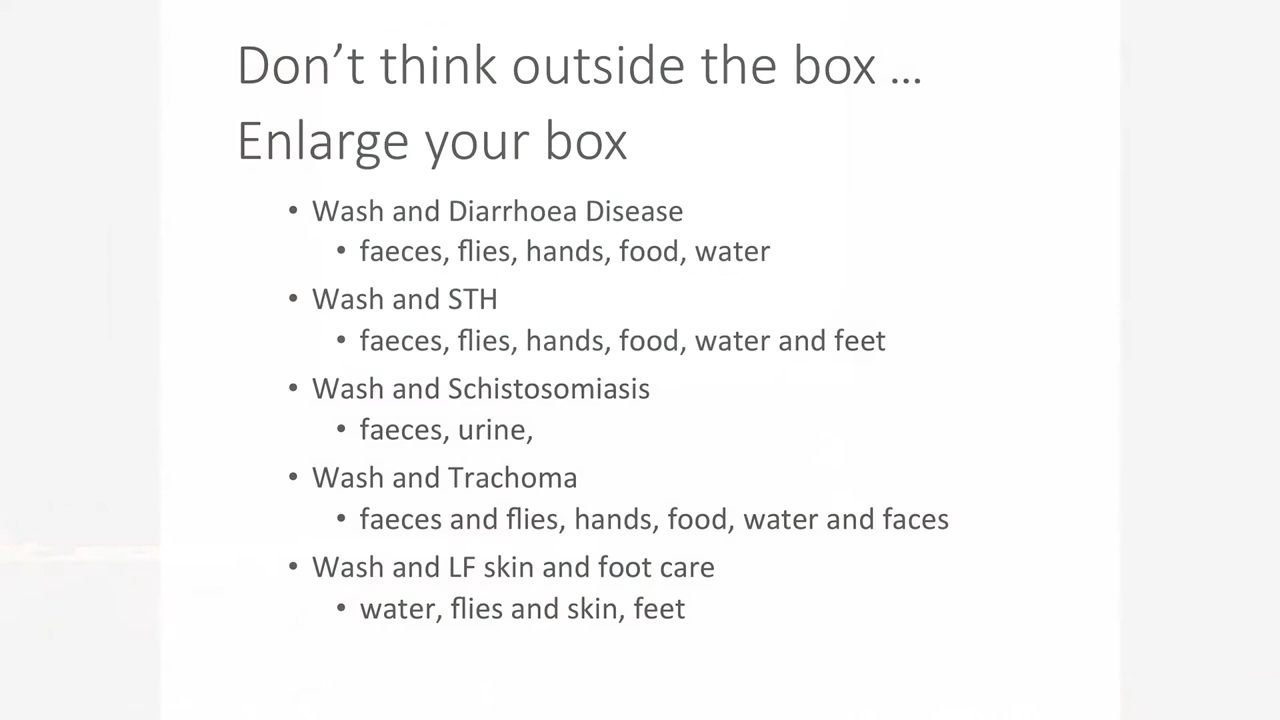 Don’t think outside the box ...
Enlarge your box
• Wash and Diarrhoea Disease
• faeces, flies, hands, food, water
• Wash and STH
• faeces, flies, hands, food, water and feet
• Wash and Schistosomiasis
• faeces, urine,
• Wash and Trachoma
• faeces and flies, hands, food, water and faces
• Wash and LF skin and foot care
• water, flies and skin, feet